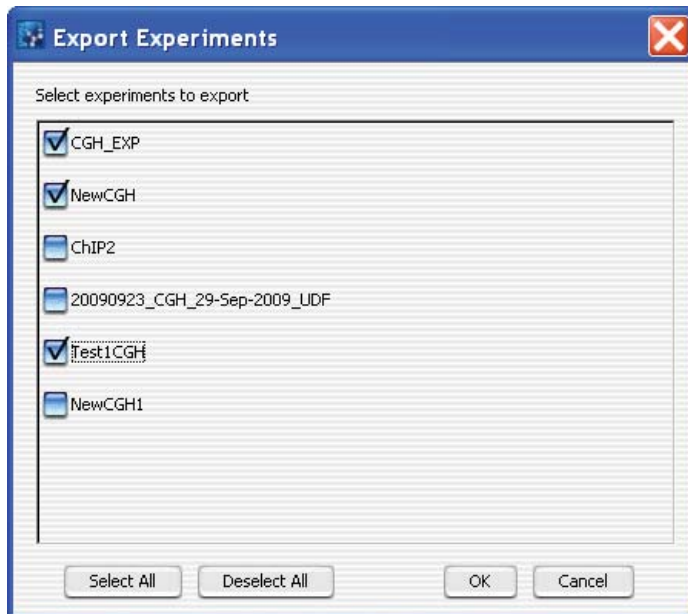 Export Experiments
Select experiments to export
CGH_EXP
NewCGH
ChIP2
20090923_CGH_29-Sep-2009_UDF
Test1CGH
NewCGH1
Select All Deselect All OK Cancel